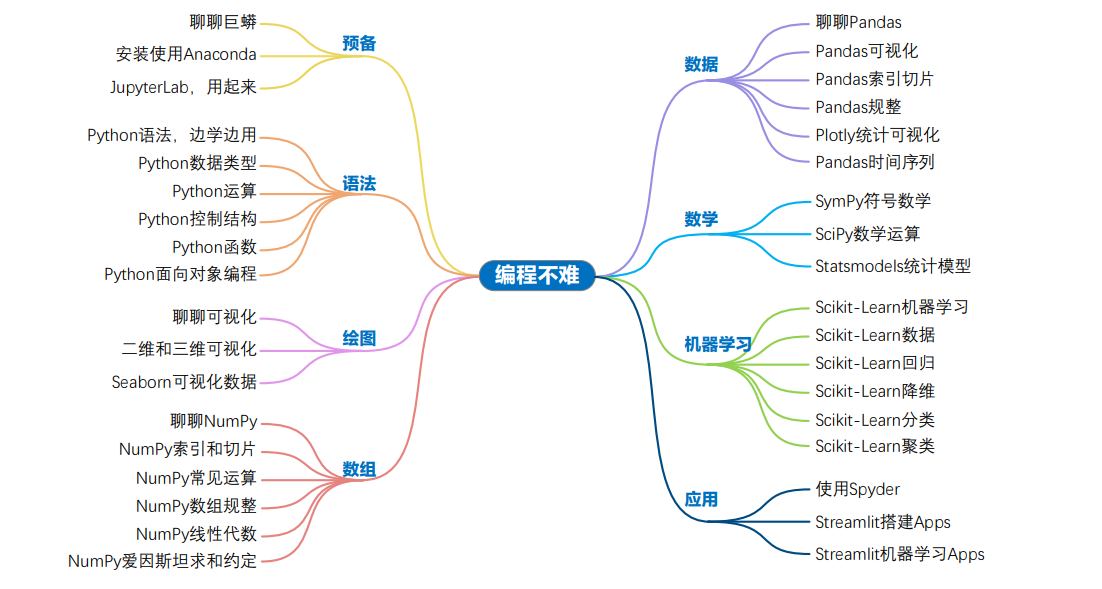 编程不难
预备
聊聊巨蟒
安装使用Anaconda
JupyterLab，用起来
语法
Python语法，边学边用
Python数据类型
Python运算
Python控制结构
Python函数
Python面向对象编程
绘图
聊聊可视化
二维和三维可视化
Seaborn可视化数据
数组
聊聊NumPy
NumPy索引和切片
NumPy常见运算
NumPy数组规整
NumPy线性代数
NumPy爱因斯坦求和约定
数据
聊聊Pandas
Pandas可视化
Pandas索引切片
Pandas规整
Plotly统计可视化
Pandas时间序列
数学
SymPy符号数学
SciPy数学运算
Statsmodels统计模型
机器学习
Scikit-Learn机器学习
Scikit-Learn数据
Scikit-Learn回归
Scikit-Learn降维
Scikit-Learn分类
Scikit-Learn聚类
应用
使用Spyder
Streamlit搭建Apps
Streamlit机器学习Apps